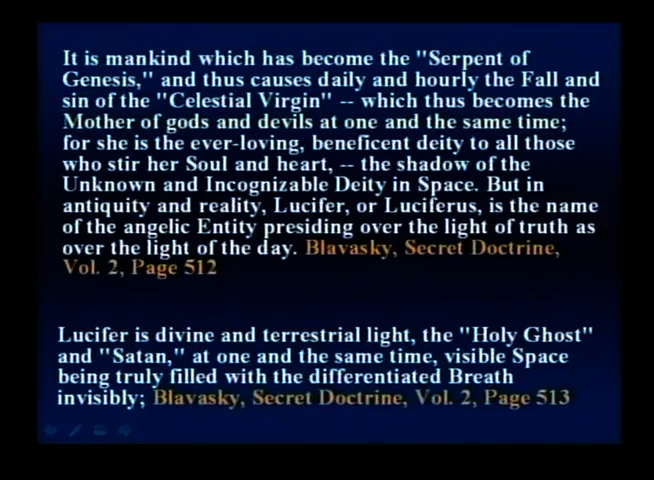 It is mankind which has become the "Serpent of
Genesis," and thus causes daily and hourly the Fall and
sin of the "Celestial Virgin" -- which thus becomes the
Mother of gods and devils at one and the same time;
for she is the ever-loving, beneficent deity to all those
who stir her Soul and heart, -- the shadow of the
Unknown and Incognizable Deity in Space. But in
antiquity and reality, Lucifer, or Luciferus, is the name
of the angelic Entity presiding over the light of truth as
over the light of the day. Blavasky, Secret Doctrine,
Vol. 2, Page 512
Lucifer is divine and terrestrial light, the "Holy Ghost"
and "Satan," at one and the same time, visible Space
being truly filled with the differentiated Breath
invisibly; Blavasky, Secret Doctrine, Vol. 2, Page 513